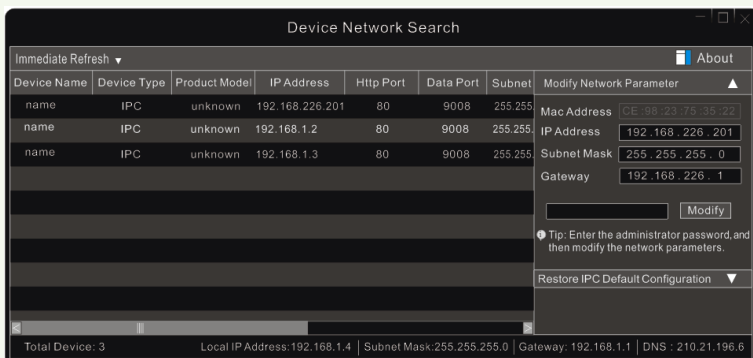 Device Network Search
Immediate Refresh
About
Device Name Device Type Product Model IP Address Http Port Data Port Subnet
name IPC unknown 192.168.226.201 80 9008 255.255.
name IPC unknown 192.168.1.2 80 9008 255.255.
name IPC unknown 192.168.1.3 80 9008 255.255.
Modify Network Parameter
Mac Address CE:98:23:75:35:22
IP Address 192.168.226.201
Subnet Mask 255.255.255.0
Gateway 192.168.226.1
Modify
Tip: Enter the administrator password,and
then modify the network parameters.
Restore IPC Default Configuration
Total Device: 3 Local IP Address:192.168.1.4 Subnet Mask:255.255.255.0 Gateway: 192.168.1.1 DNS : 210.21.196.6